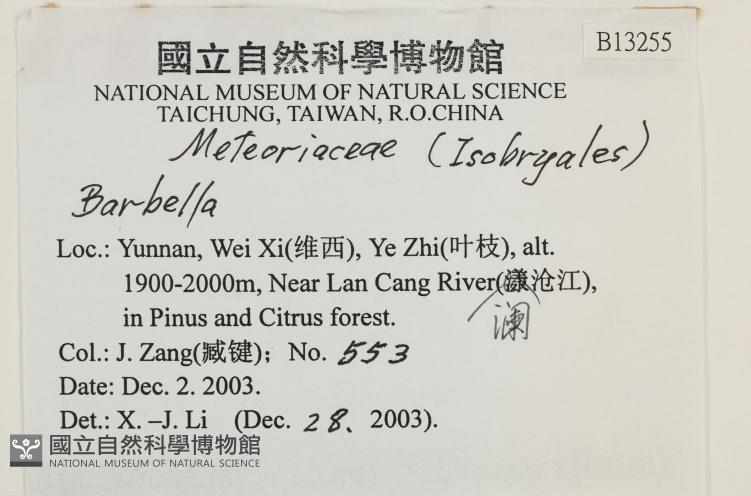 B13255
國立自然科學博物館
NATIONAL MUSEUM OF NATURAL SCIENCE
TAICHUNG, TAIWAN, R.O.CHINA
Meteoriaceae (Isobryales)
Barbella
Loc.: Yunnan, Wei Xi(维西), Ye Zhi(叶枝), alt.
1900-2000m, Near Lan Cang River(漾沧江),
澜
in Pinus and Citrus forest.
Col.: J. Zang(臧键); No. 553
Date: Dec. 2. 2003.
Det.: X. –J. Li (Dec. 28. 2003).
國立自然科學博物館
NATIONAL MUSEUM OF NATURAL SCIENCE